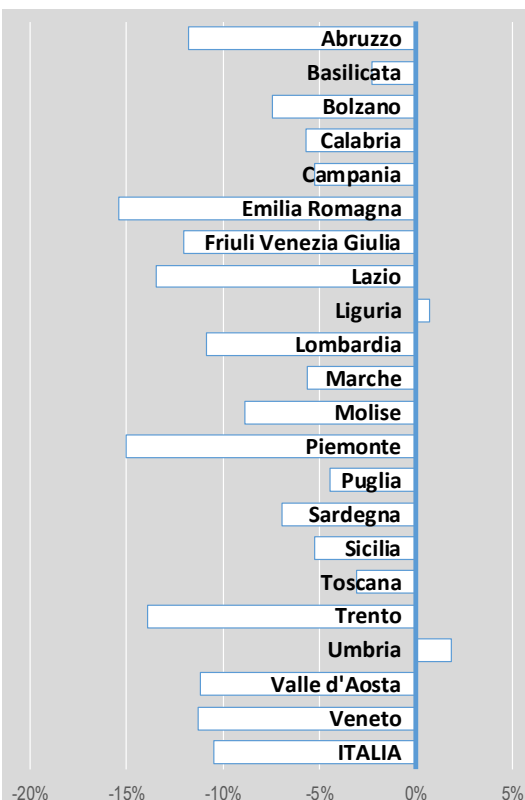 Abruzzo
Basilicata
Bolzano
Calabria
Campania
Emilia Romagna
Friuli Venezia Giulia
Lazio
Liguria
Lombardia
Marche
Molise
Piemonte
Puglia
Sardegna
Sicilia
Toscana
Trento
Umbria
Valle d'Aosta
Veneto
ITALIA
-20% -15% -10% -5% 0% 5%